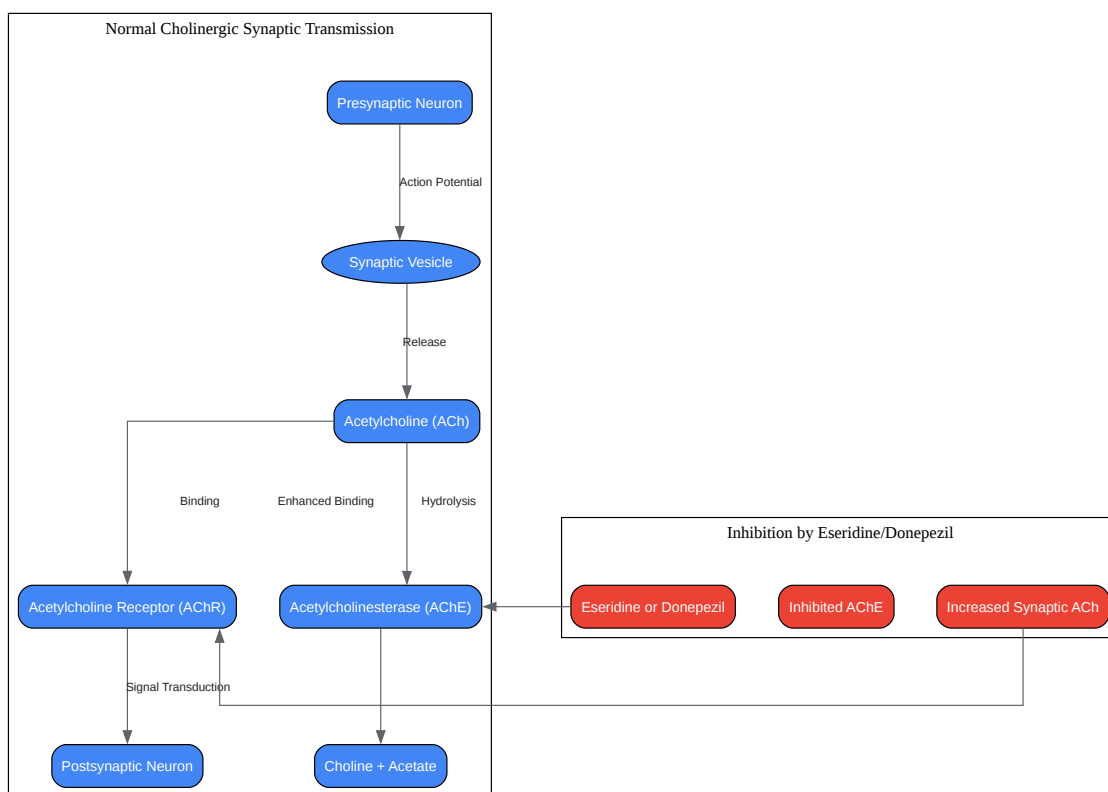 Normal Cholinergic Synaptic Transmission
Presynaptic Neuron
Action Potential
Synaptic Vesicle
Release
Acetylcholine (ACh)
Binding
Enhanced Binding
Hydrolysis
Inhibition by Eseridine/Donepezil
Acetylcholine Receptor (AChR)
Acetylcholinesterase (AChE)
Eseridine or Donepezil
Inhibited AChE
Increased Synaptic ACh
Signal Transduction
Postsynaptic Neuron
Choline + Acetate